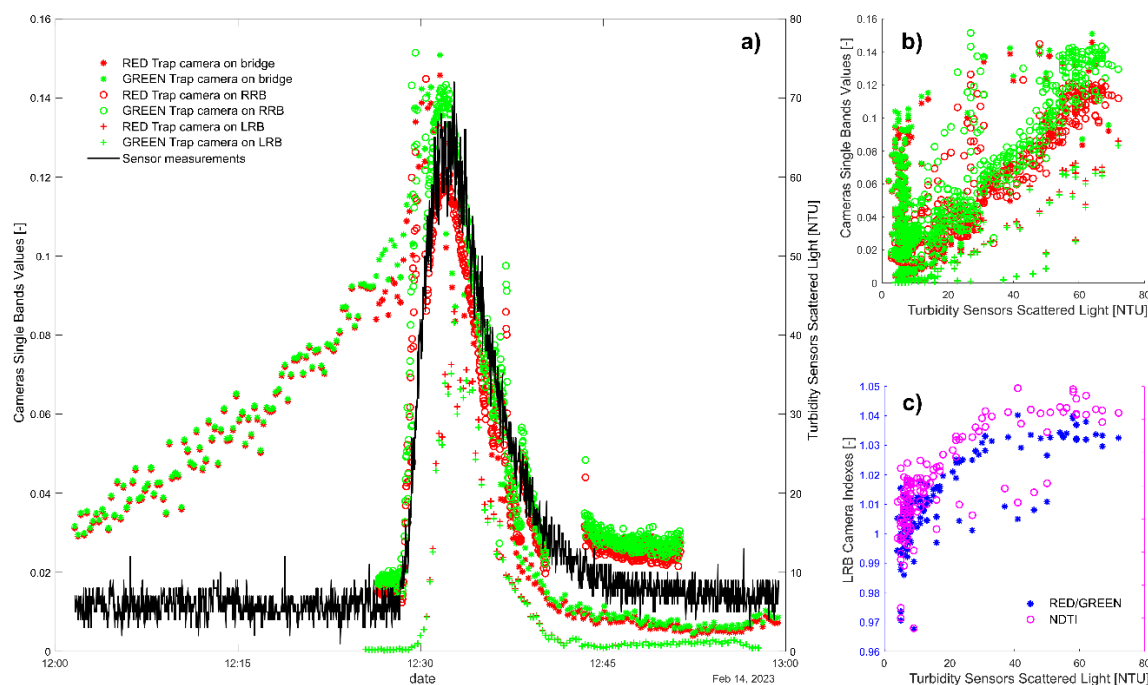 a)
RED Trap camera on bridge
GREEN Trap camera on bridge
RED Trap camera on RRB
GREEN Trap camera on RRB
RED Trap camera on LRB
GREEN Trap camera on LRB
Sensor measurements
Cameras Single Bands Values [-]
0.16
0.14
0.12
0.1
0.08
0.06
0.04
0.02
0
80
70
60
50
40
30
20
10
0
Turbidity Sensors Scattered Light [NTU]
12:00
12:15
12:30
12:45
13:00
date
Feb 14, 2023
b)
Cameras Single Bands Values [-]
0.16
0.14
0.12
0.1
0.08
0.06
0.04
0.02
0
0
20
40
60
80
Turbidity Sensors Scattered Light [NTU]
c)
LRB Camera Indexes [-]
1.05
1.04
1.03
1.02
1.01
1
0.99
0.98
0.97
0.96
RED/GREEN
NDTI
0
20
40
60
80
Turbidity Sensors Scattered Light [NTU]